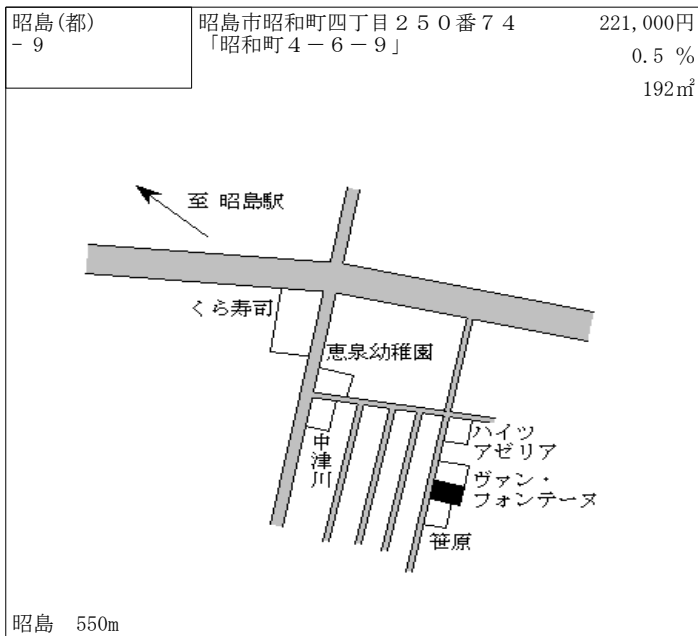 昭島(都)
- 9
昭島市昭和町四丁目２５０番７４
「昭和町４－６－９」
221,000円
0.5 %
192㎡
至 昭島駅
くら寿司
恵泉幼稚園
中津川
ハイツ
アゼリア
ヴァン・
フォンテーヌ
笹原
昭島 550m